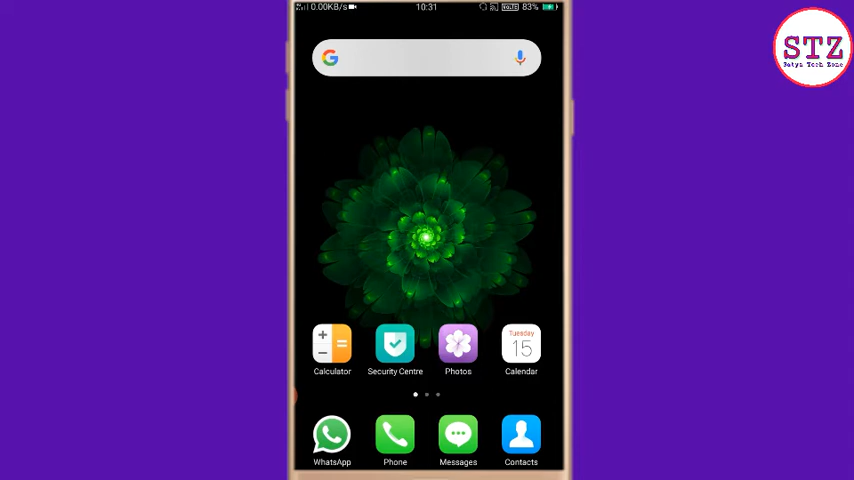 0.00KB/s
10:31
VoLTE
83%
STZ
Satya Tech Zone
Calculator
Security Centre
Photos
Tuesday
15
Calendar
WhatsApp
Phone
Messages
Contacts